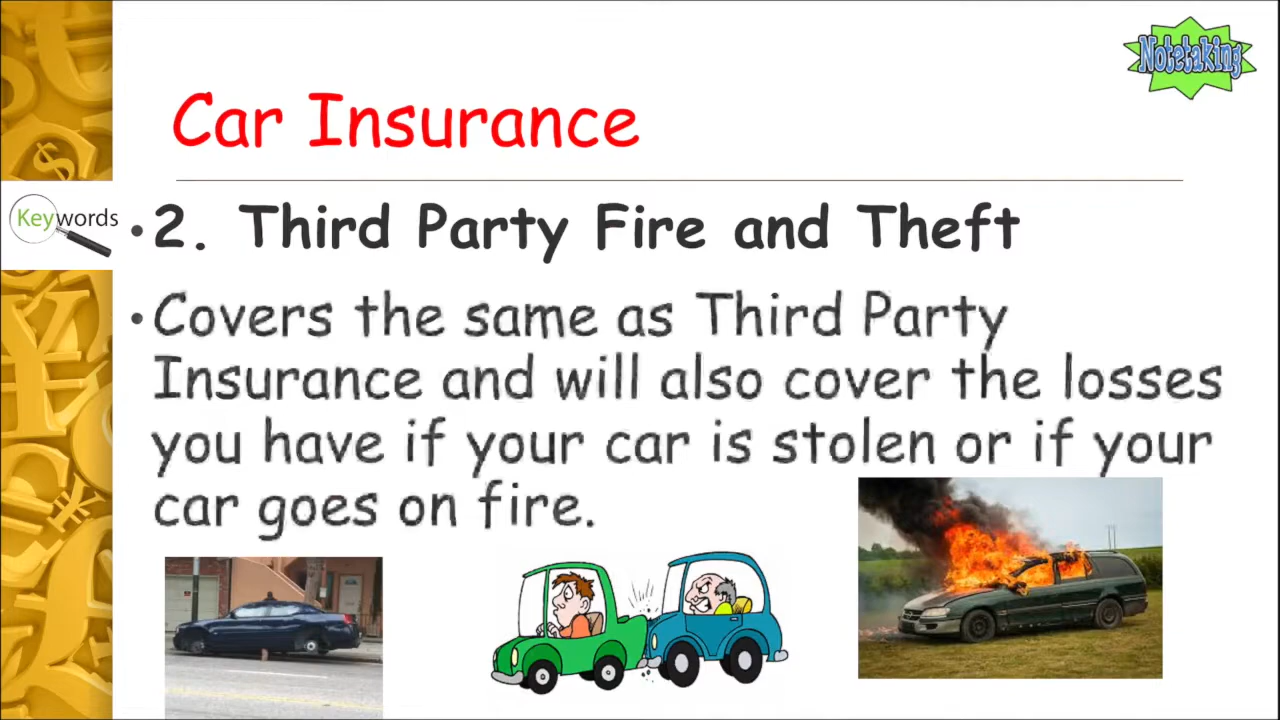 Notetaking
Car Insurance
Keywords
• 2. Third Party Fire and Theft
• Covers the same as Third Party
Insurance and will also cover the losses
you have if your car is stolen or if your
car goes on fire.